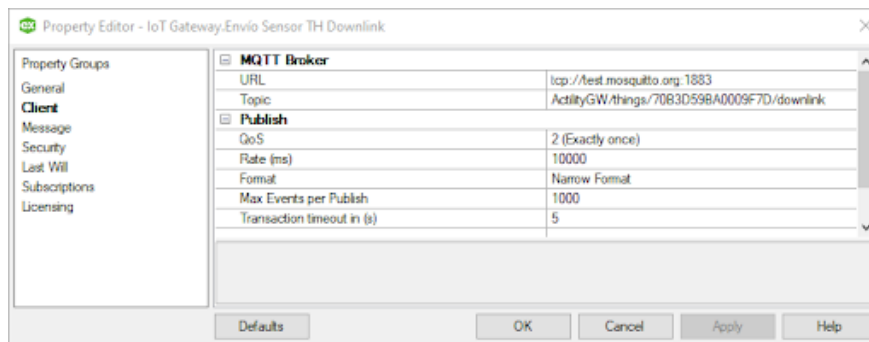 Property Editor - IoT Gateway.Envío Sensor TH Downlink
Property Groups
General
Client
Message
Security
Last Will
Subscriptions
Licensing
MQTT Broker
URL tcp://test.mosquitto.org:1883
Topic ActilityGW/things/70B3D59BA0009F7D/downlink
Publish
QoS 2 (Exactly once)
Rate (ms) 10000
Format Narrow Format
Max Events per Publish 1000
Transaction timeout in (s) 5
Defaults OK Cancel Apply Help